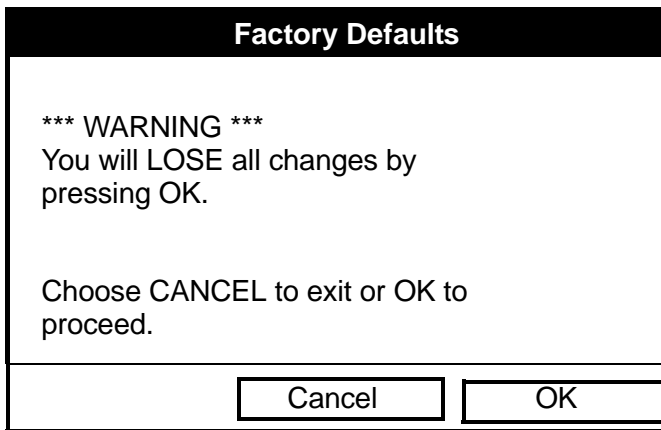 Factory Defaults
*** WARNING ***
You will LOSE all changes by
pressing OK.
Choose CANCEL to exit or OK to
proceed.
Cancel
OK